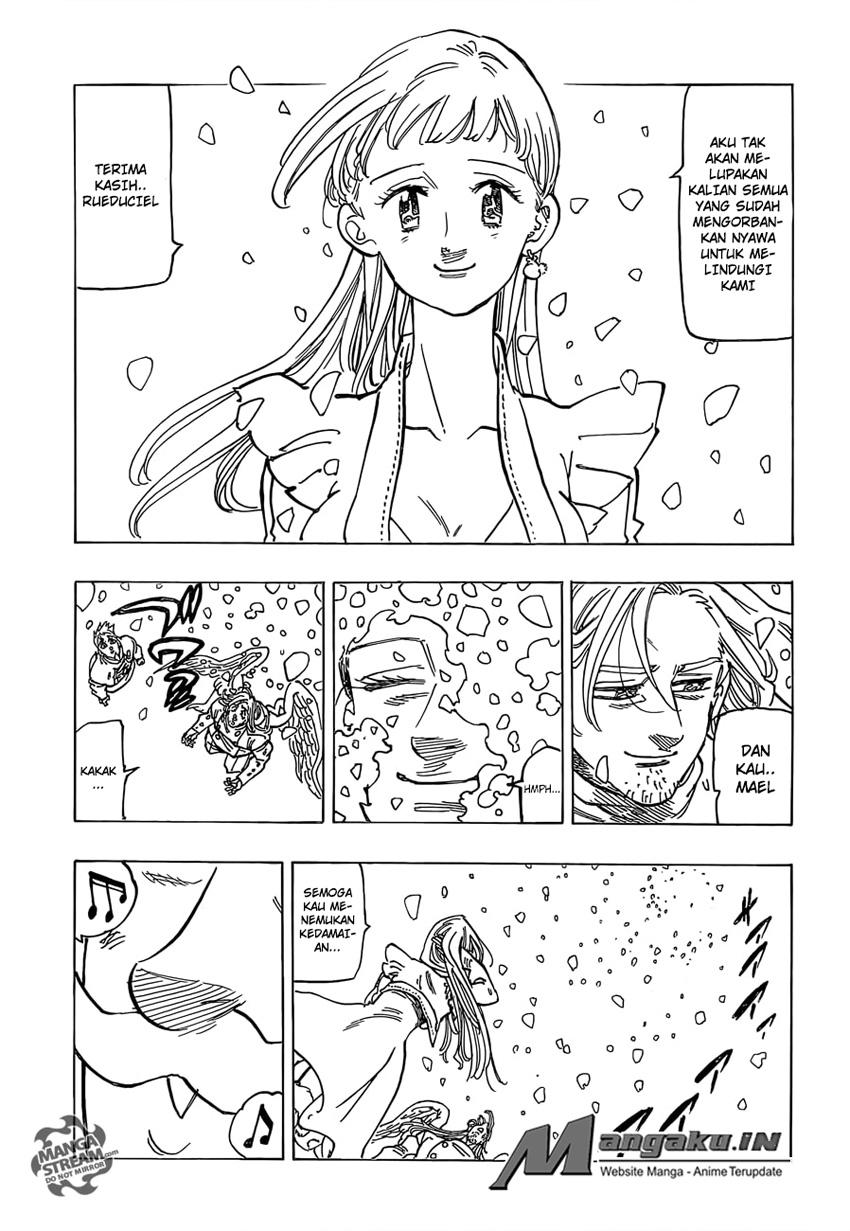 AKU TAK
AKAN ME-
LUPAKAN
KALIAN SEMUA
YANG SUDAH
MENGORBAN-
KAN NYAWA
UNTUK ME-
LINDUNGI
KAMI
TERIMA
KASIH..
RUEDUCIEL
DAN
KAU..
MAEL
HMPH...
KAKAK
...
SEMOGA
KAU ME-
NEMUKAN
KEDAMAI-
AN...
MANGA
STREAM.com
DO NOT MIRROR
Mangaku.in
Website Manga - Anime Terupdate